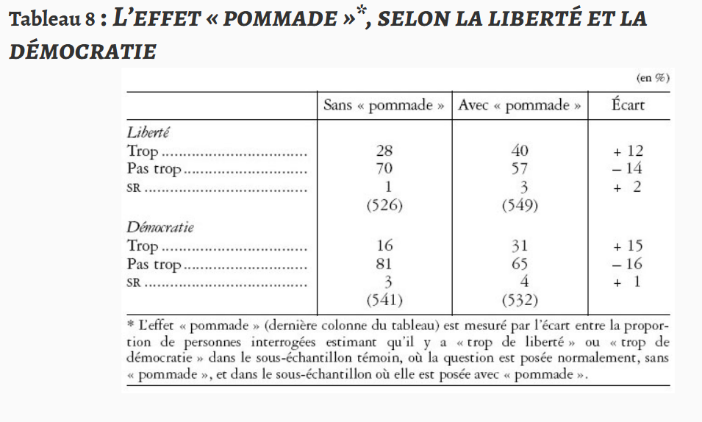 Tableau 8 : L’EFFET « POMMADE »*, SELON LA LIBERTÉ ET LA
DÉMOCRATIE
(en %)
Sans « pommade » Avec « pommade » Écart
Liberté
Trop .................................. 28 40 + 12
Pas trop .............................. 70 57 – 14
SR .................................... 1 3 + 2
(526) (549)
Démocratie
Trop .................................. 16 31 + 15
Pas trop .............................. 81 65 – 16
SR .................................... 3 4 + 1
(541) (532)
* L’effet « pommade » (dernière colonne du tableau) est mesuré par l’écart entre la propor-
tion de personnes interrogées estimant qu’il y a « trop de liberté » ou « trop de
démocratie » dans le sous-échantillon témoin, où la question est posée normalement, sans
« pommade », et dans le sous-échantillon où elle est posée avec « pommade ».